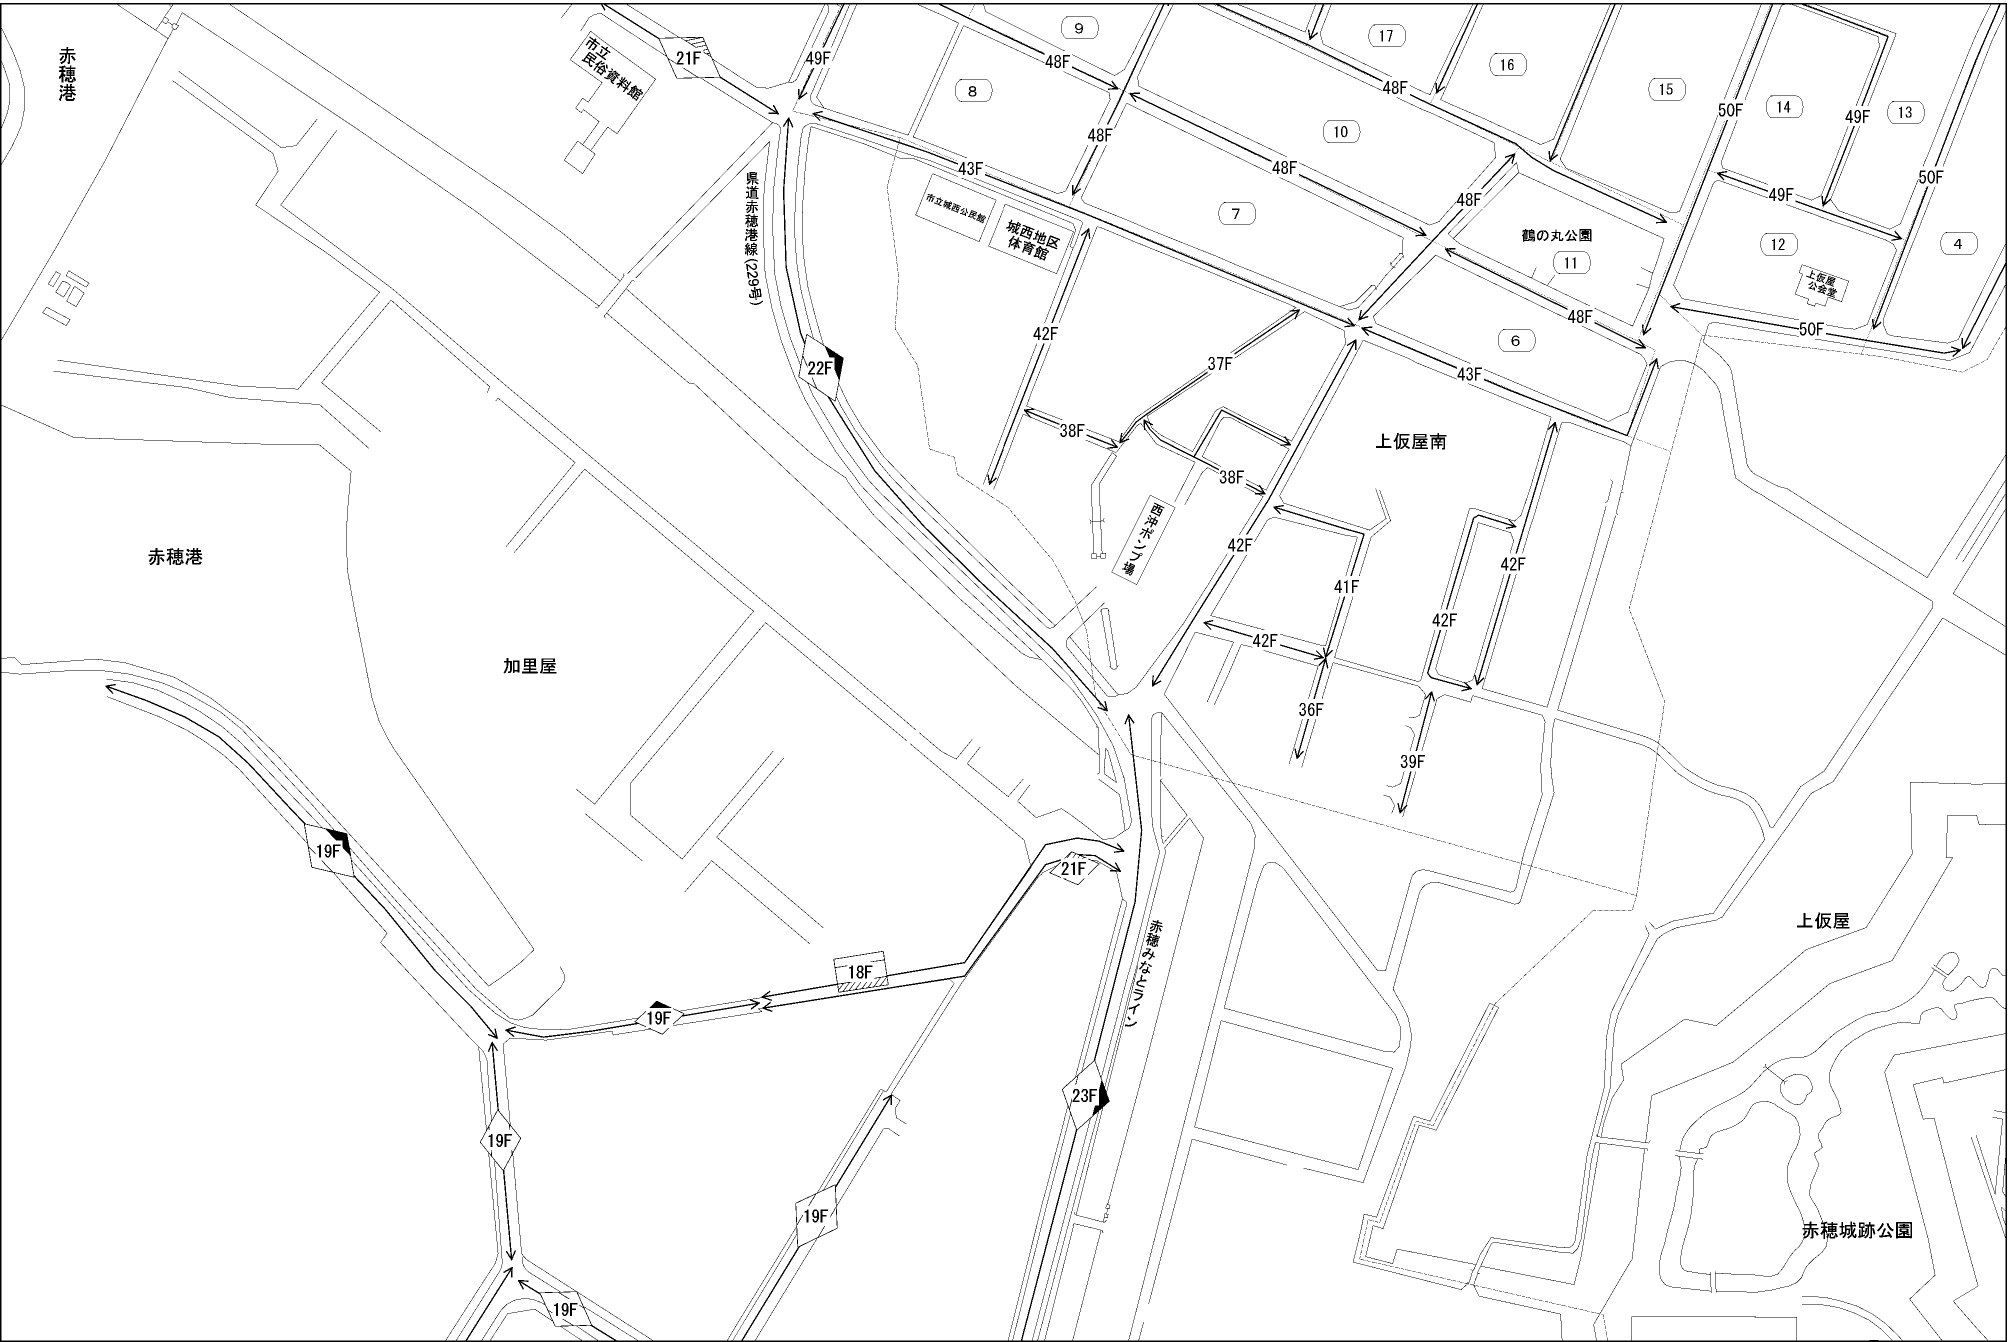 赤穂港
市立
民俗資料館
21F
49F
9
48F
17
16
8
48F
15
50F
14
49F
13
10
48F
43F
48F
50F
49F
県道赤穂港線(229号)
市立城西公民館
城西地区
体育館
7
48F
鶴の丸公園
11
12
4
上仮屋
公会堂
42F
22F
37F
48F
6
50F
43F
38F
上仮屋南
38F
西沖ポンプ場
赤穂港
42F
41F
42F
42F
加里屋
42F
36F
39F
19F
21F
18F
赤穂みなとライン
上仮屋
19F
23F
19F
19F
赤穂城跡公園
19F